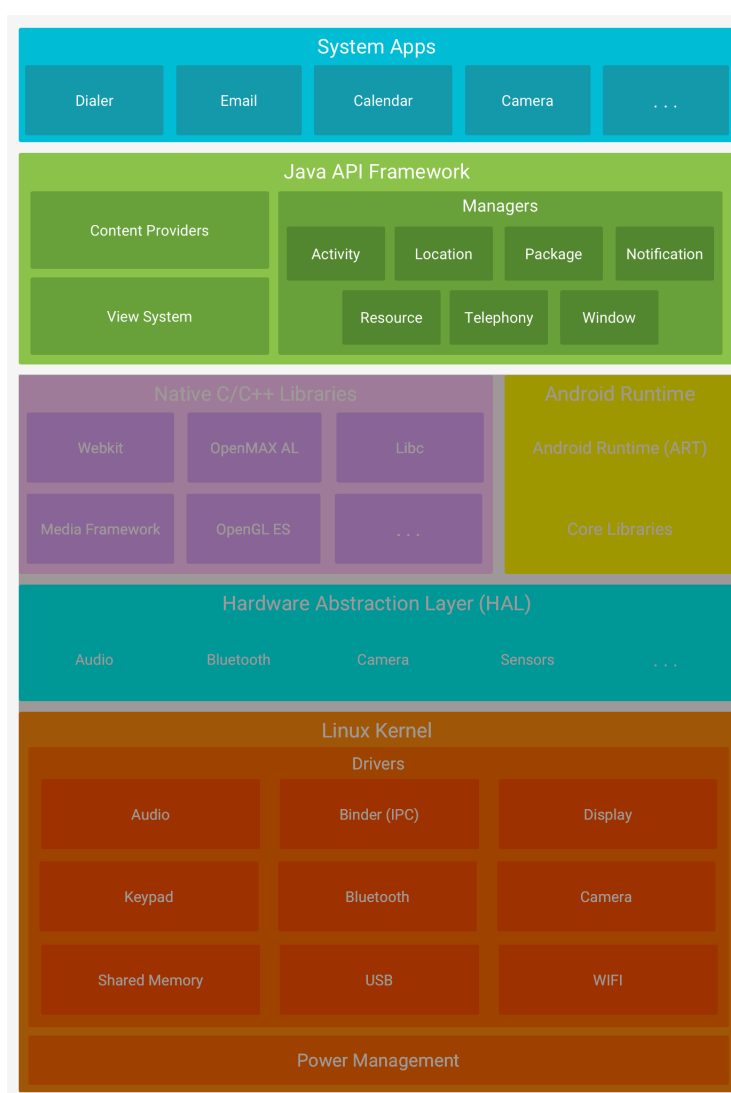 System Apps
Dialer Email Calendar Camera . . .
Java API Framework
Content Providers
View System
Managers
Activity Location Package Notification
Resource Telephony Window
Native C/C++ Libraries
Webkit OpenMAX AL Libc
Media Framework OpenGL ES . . .
Android Runtime
Android Runtime (ART)
Core Libraries
Hardware Abstraction Layer (HAL)
Audio Bluetooth Camera Sensors . . .
Linux Kernel
Drivers
Audio Binder (IPC) Display
Keypad Bluetooth Camera
Shared Memory USB WIFI
Power Management